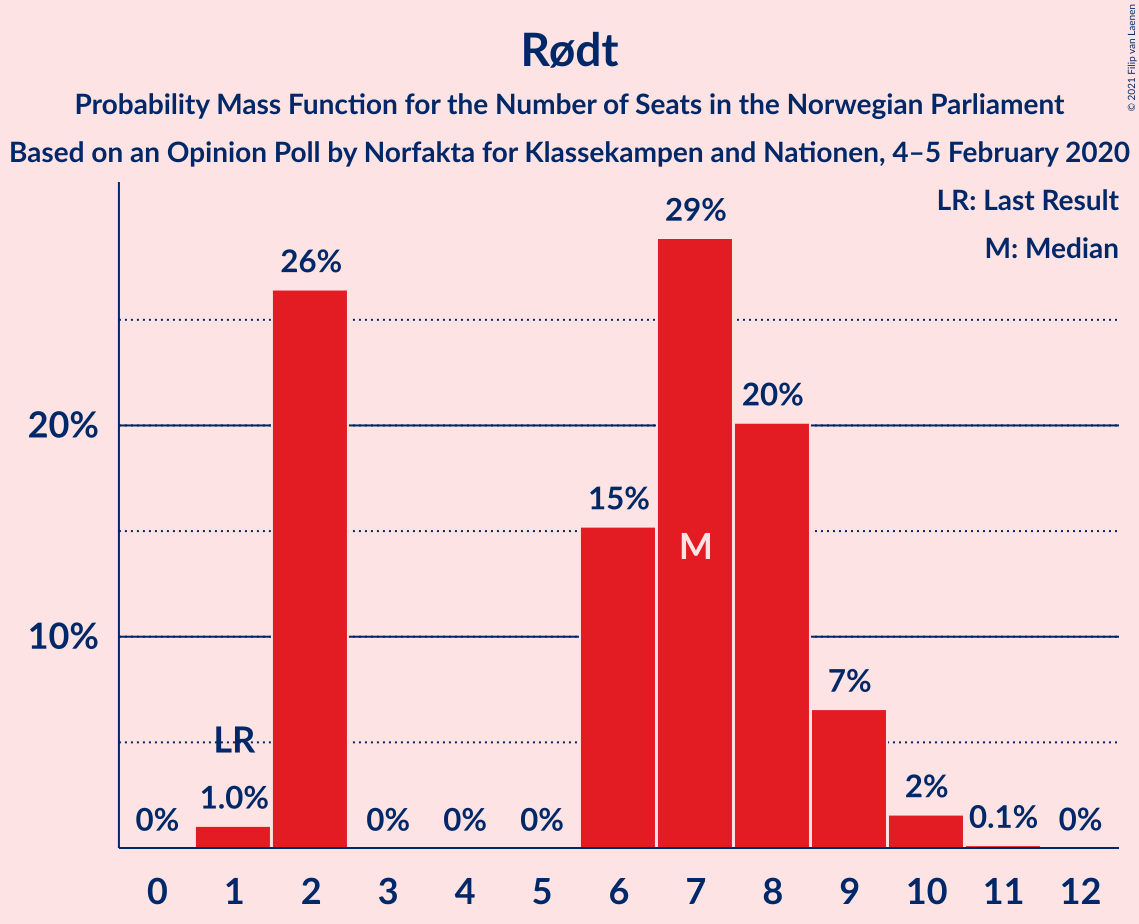 Rødt
Probability Mass Function for the Number of Seats in the Norwegian Parliament
Based on an Opinion Poll by Norfakta for Klassekampen and Nationen, 4–5 February 2020
© 2021 Filip van Laenen
LR: Last Result
M: Median
20%
10%
0%
1.0%
LR
26%
0%
0%
0%
15%
29%
M
20%
7%
2%
0.1%
0%
0 1 2 3 4 5 6 7 8 9 10 11 12